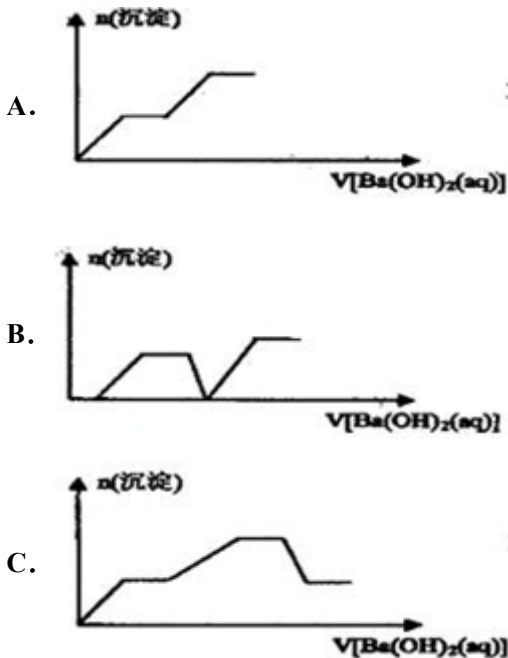 n(沉淀)
A.
V[Ba(OH)₂(aq)]
n(沉淀)
B.
V[Ba(OH)₂(aq)]
n(沉淀)
C.
V[Ba(OH)₂(aq)]